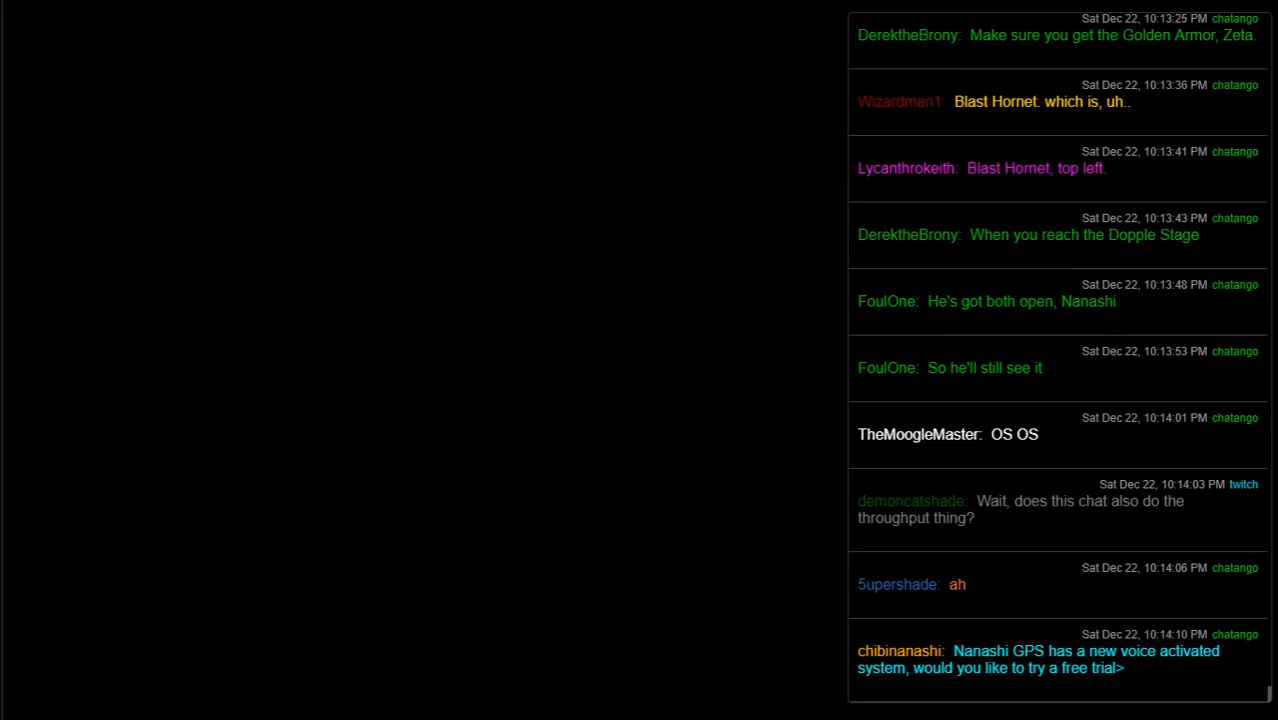 Sat Dec 22, 10:13:25 PM chatango
DerektheBrony: Make sure you get the Golden Armor, Zeta.
Sat Dec 22, 10:13:36 PM chatango
Wizardman1 Blast Hornet. which is, uh..
Sat Dec 22, 10:13:41 PM chatango
Lycanthrokeith: Blast Hornet, top left.
Sat Dec 22, 10:13:43 PM chatango
DerektheBrony: When you reach the Dopple Stage
Sat Dec 22, 10:13:48 PM chatango
FoulOne: He's got both open, Nanashi
Sat Dec 22, 10:13:53 PM chatango
FoulOne: So he'll still see it
Sat Dec 22, 10:14:01 PM chatango
TheMoogleMaster: OS OS
Sat Dec 22, 10:14:03 PM twitch
demoncatshade: Wait, does this chat also do the
throughput thing?
Sat Dec 22, 10:14:06 PM chatango
5upershade: ah
Sat Dec 22, 10:14:10 PM chatango
chibinanashi: Nanashi GPS has a new voice activated
system, would you like to try a free trial>